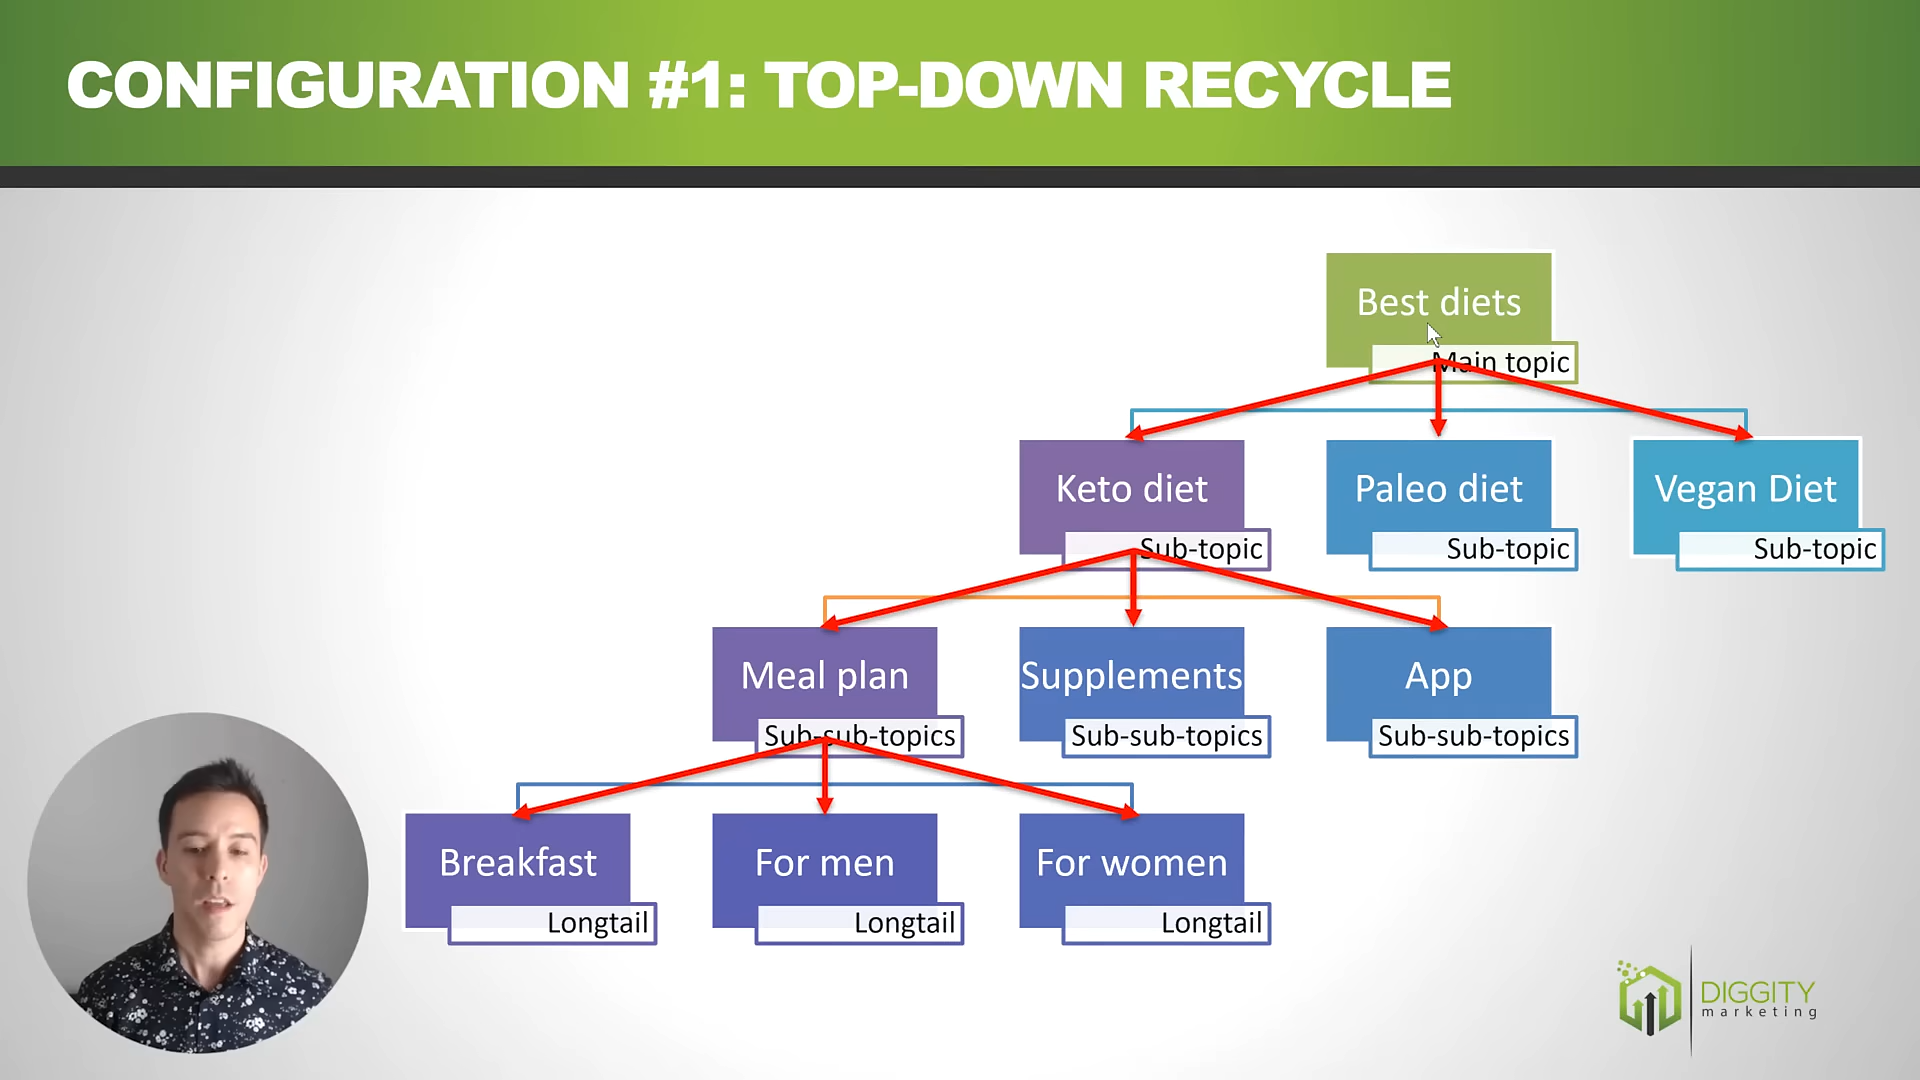 CONFIGURATION #1: TOP-DOWN RECYCLE
Best diets
Main topic
Keto diet
Sub-topic
Paleo diet
Sub-topic
Vegan Diet
Sub-topic
Meal plan
Sub-sub-topics
Supplements
Sub-sub-topics
App
Sub-sub-topics
Breakfast
Longtail
For men
Longtail
For women
Longtail
DIGGITY
marketing